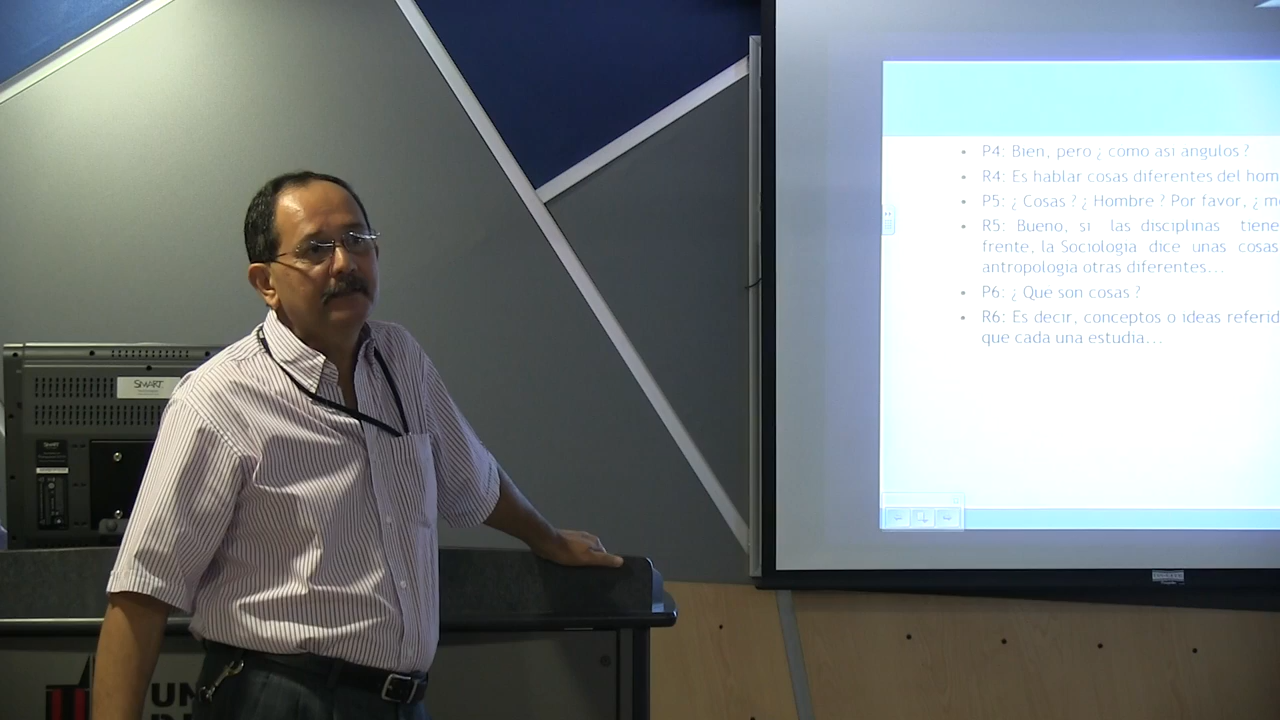 P4: Bien, pero ¿ como asi angulos ?
R4: Es hablar cosas diferentes del hom
P5: ¿ Cosas ? ¿ Hombre ? Por favor, ¿ m
R5: Bueno, si las disciplinas tiene
frente, la Sociologia dice unas cosas
antropologia otras diferentes...
P6: ¿ Que son cosas ?
R6: Es decir, conceptos o ideas referid
que cada una estudia...
SMART
UN